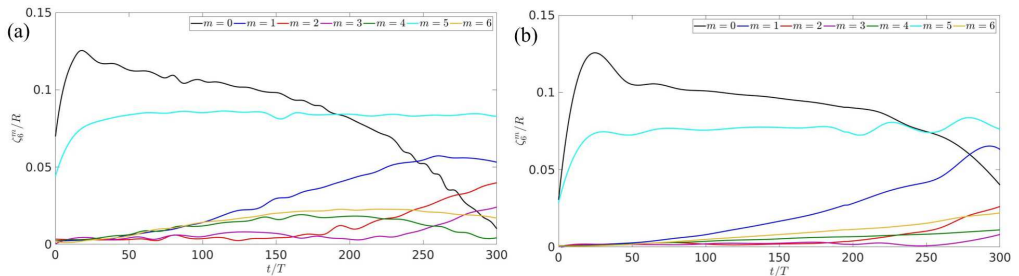 (a)
0.15
m = 0 m = 1 m = 2 m = 3 m = 4 m = 5 m = 6
0.1
ζ₆ᵐ/R
0.05
0
0 50 100 150 200 250 300
t/T
(b)
0.15
m = 0 m = 1 m = 2 m = 3 m = 4 m = 5 m = 6
0.1
ζ₆ᵐ/R
0.05
0
0 50 100 150 200 250 300
t/T